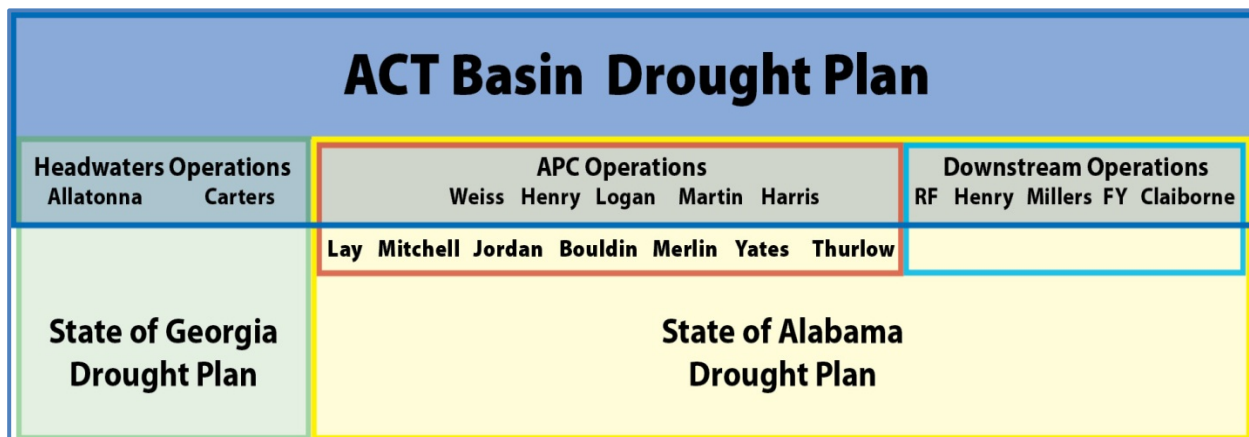 ACT Basin Drought Plan
Headwaters Operations
Allatonna Carters
APC Operations
Weiss Henry Logan Martin Harris
Downstream Operations
RF Henry Millers FY Claiborne
Lay Mitchell Jordan Bouldin Merlin Yates Thurlow
State of Georgia
Drought Plan
State of Alabama
Drought Plan